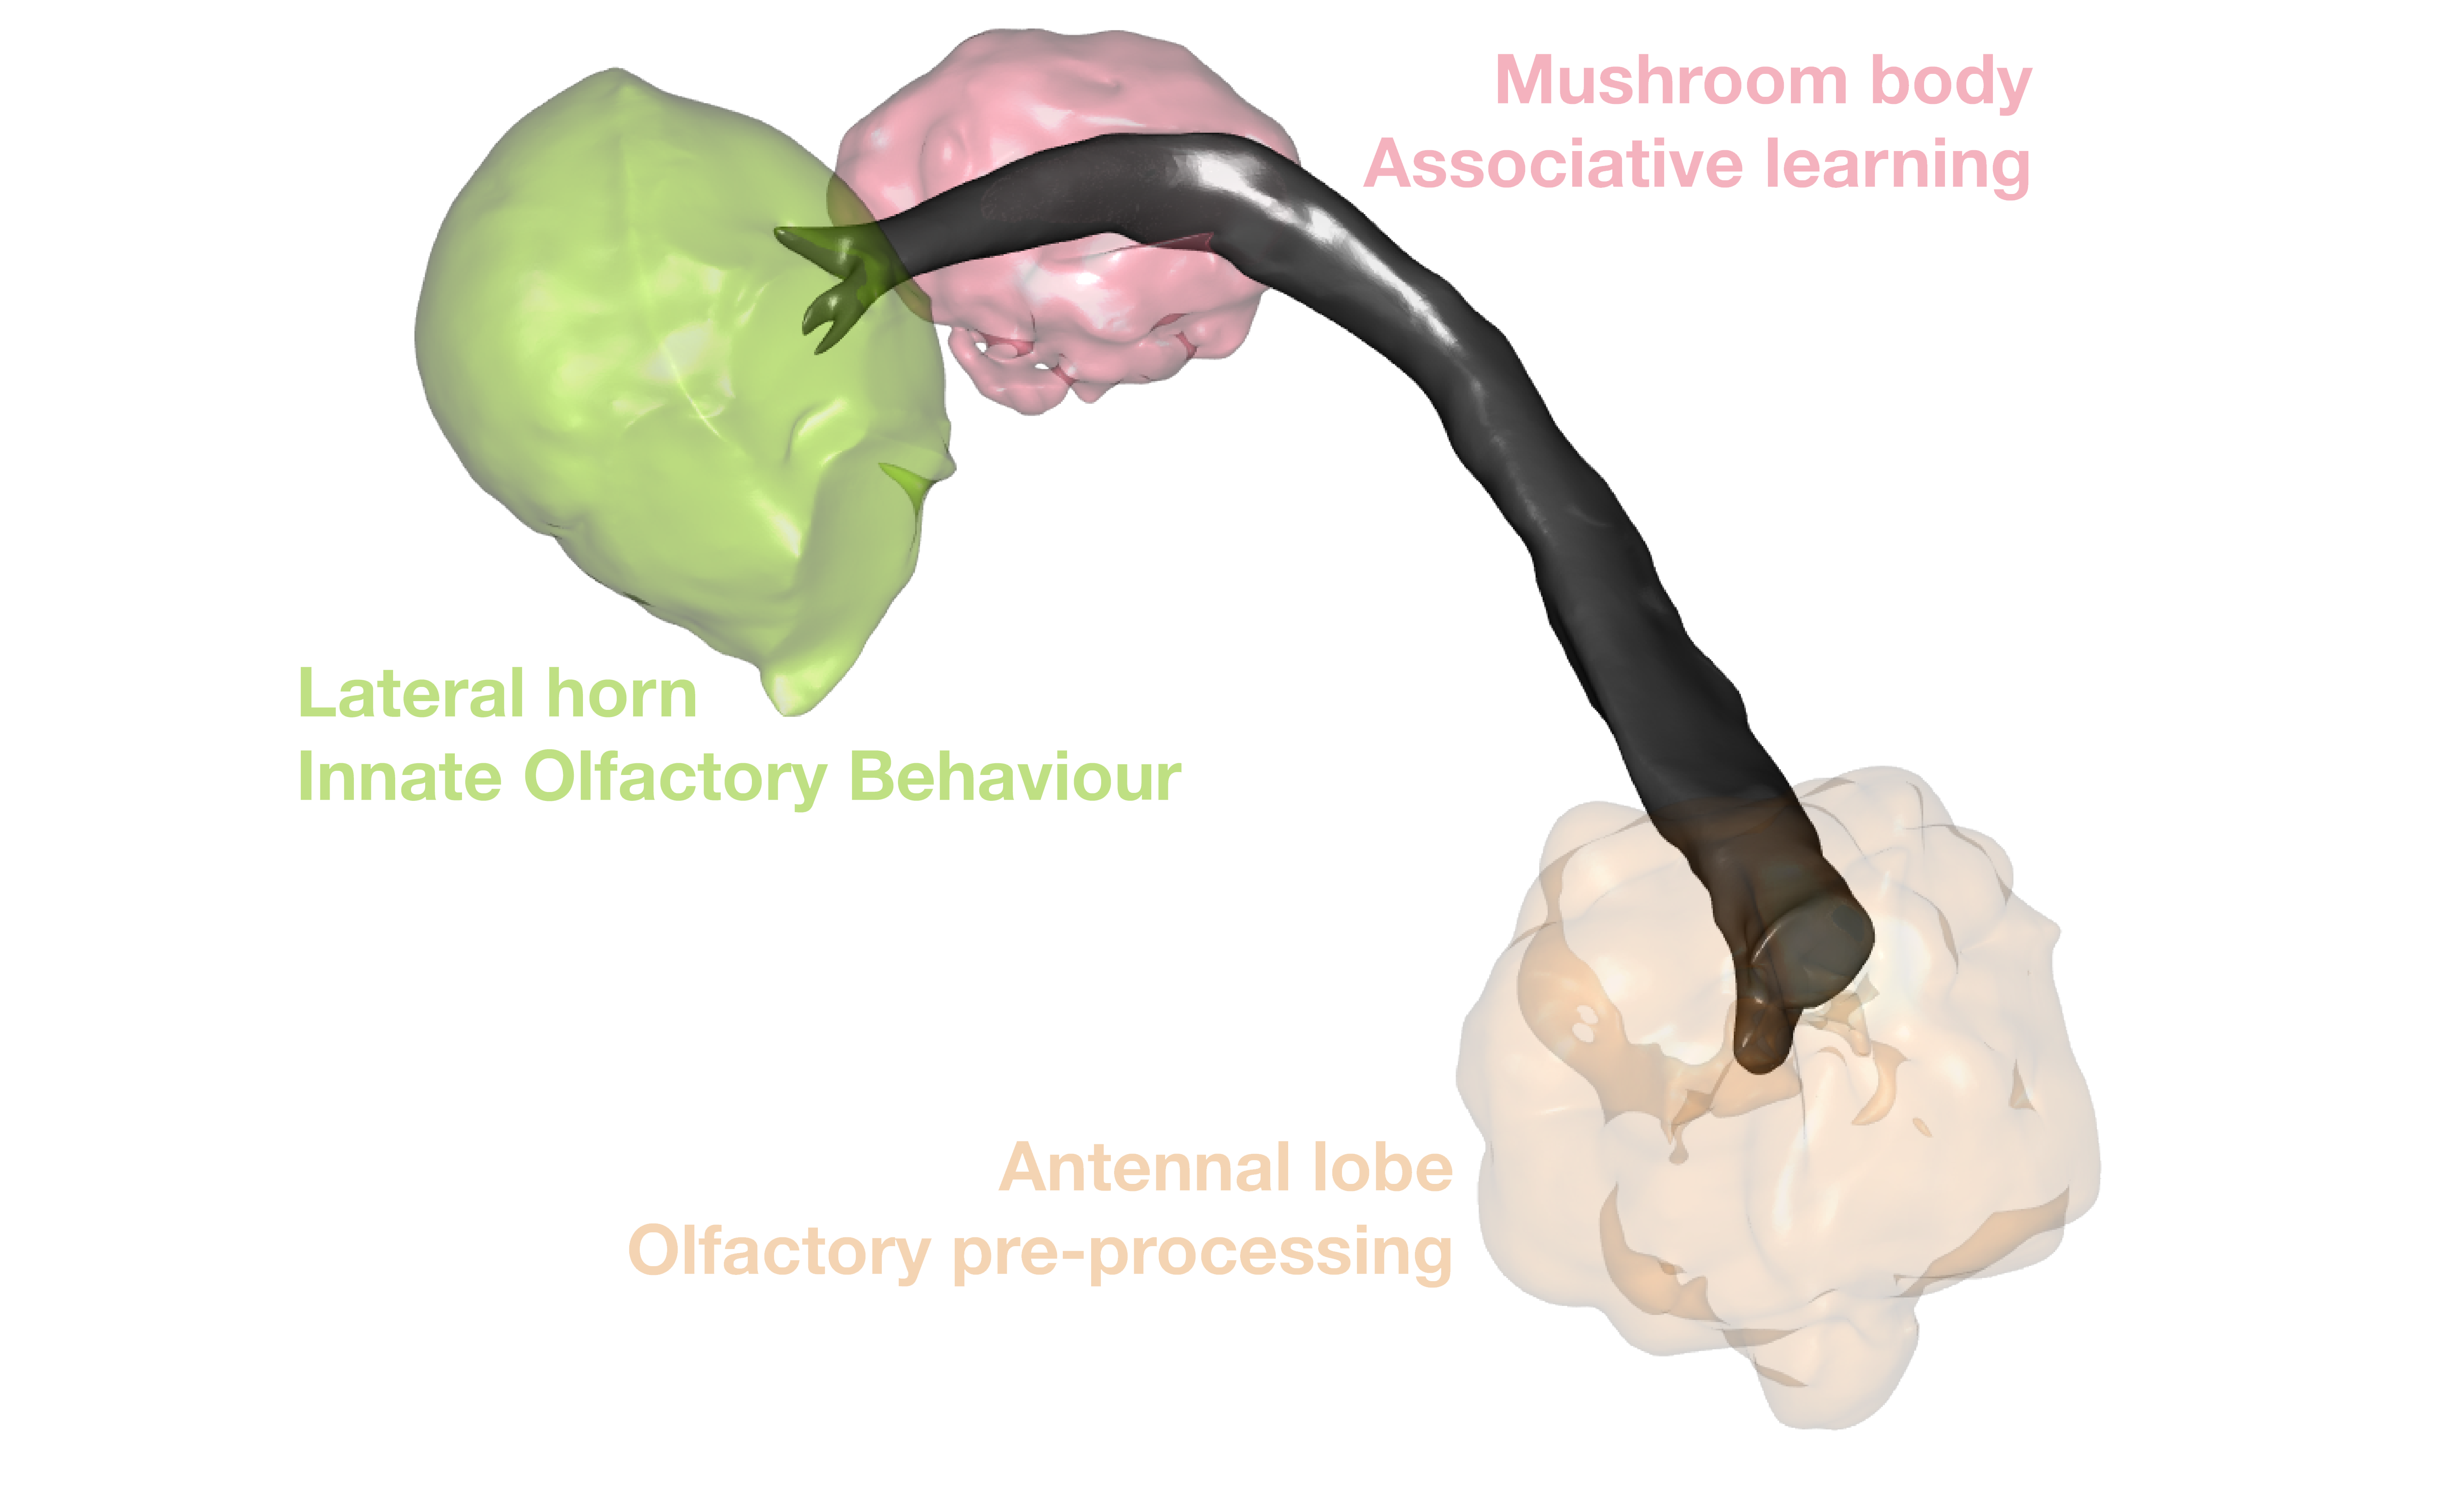 Mushroom body
Associative learning
Lateral horn
Innate Olfactory Behaviour
Antennal lobe
Olfactory pre-processing